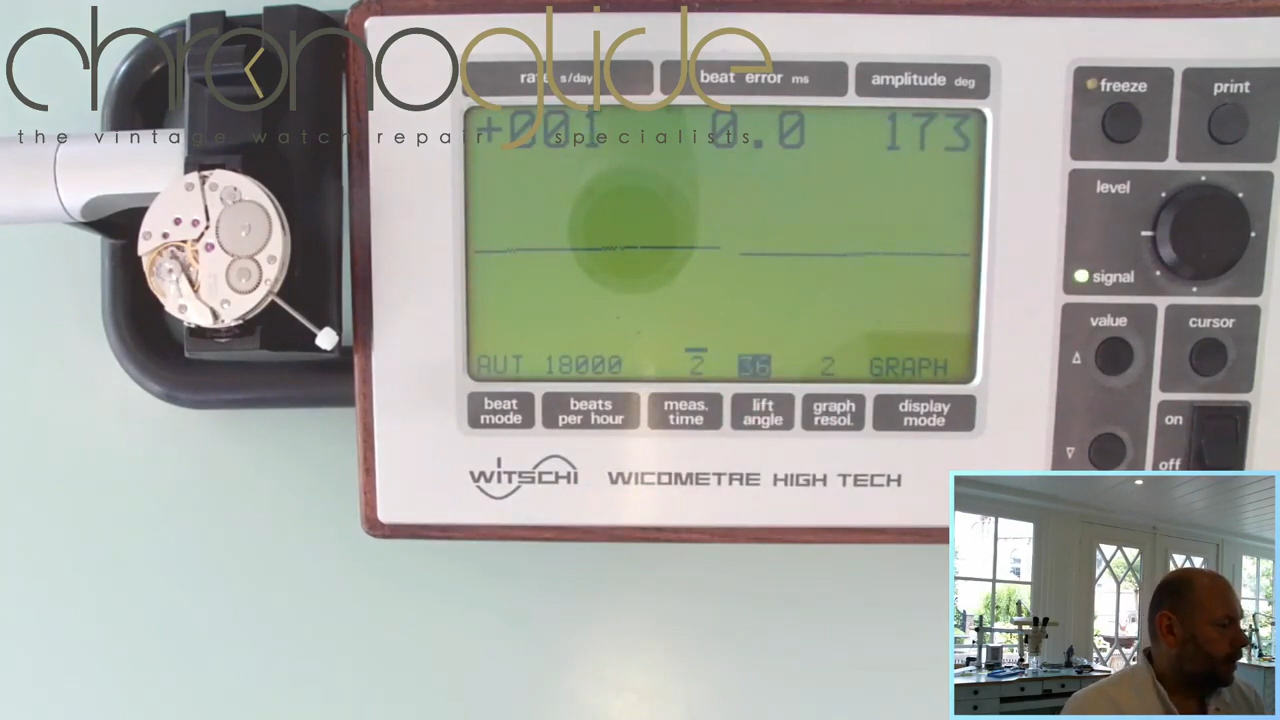 chronoglide
the vintage watch repair specialists
rate s/day
beat error ms
amplitude deg
+001 0.0 173
AUT 18000 2 36 2 GRAPH
beat mode
beats per hour
meas. time
lift angle
graph resol.
display mode
WITSCHI WICOMETRE HIGH TECH
freeze
print
level
signal
value
cursor
on
off